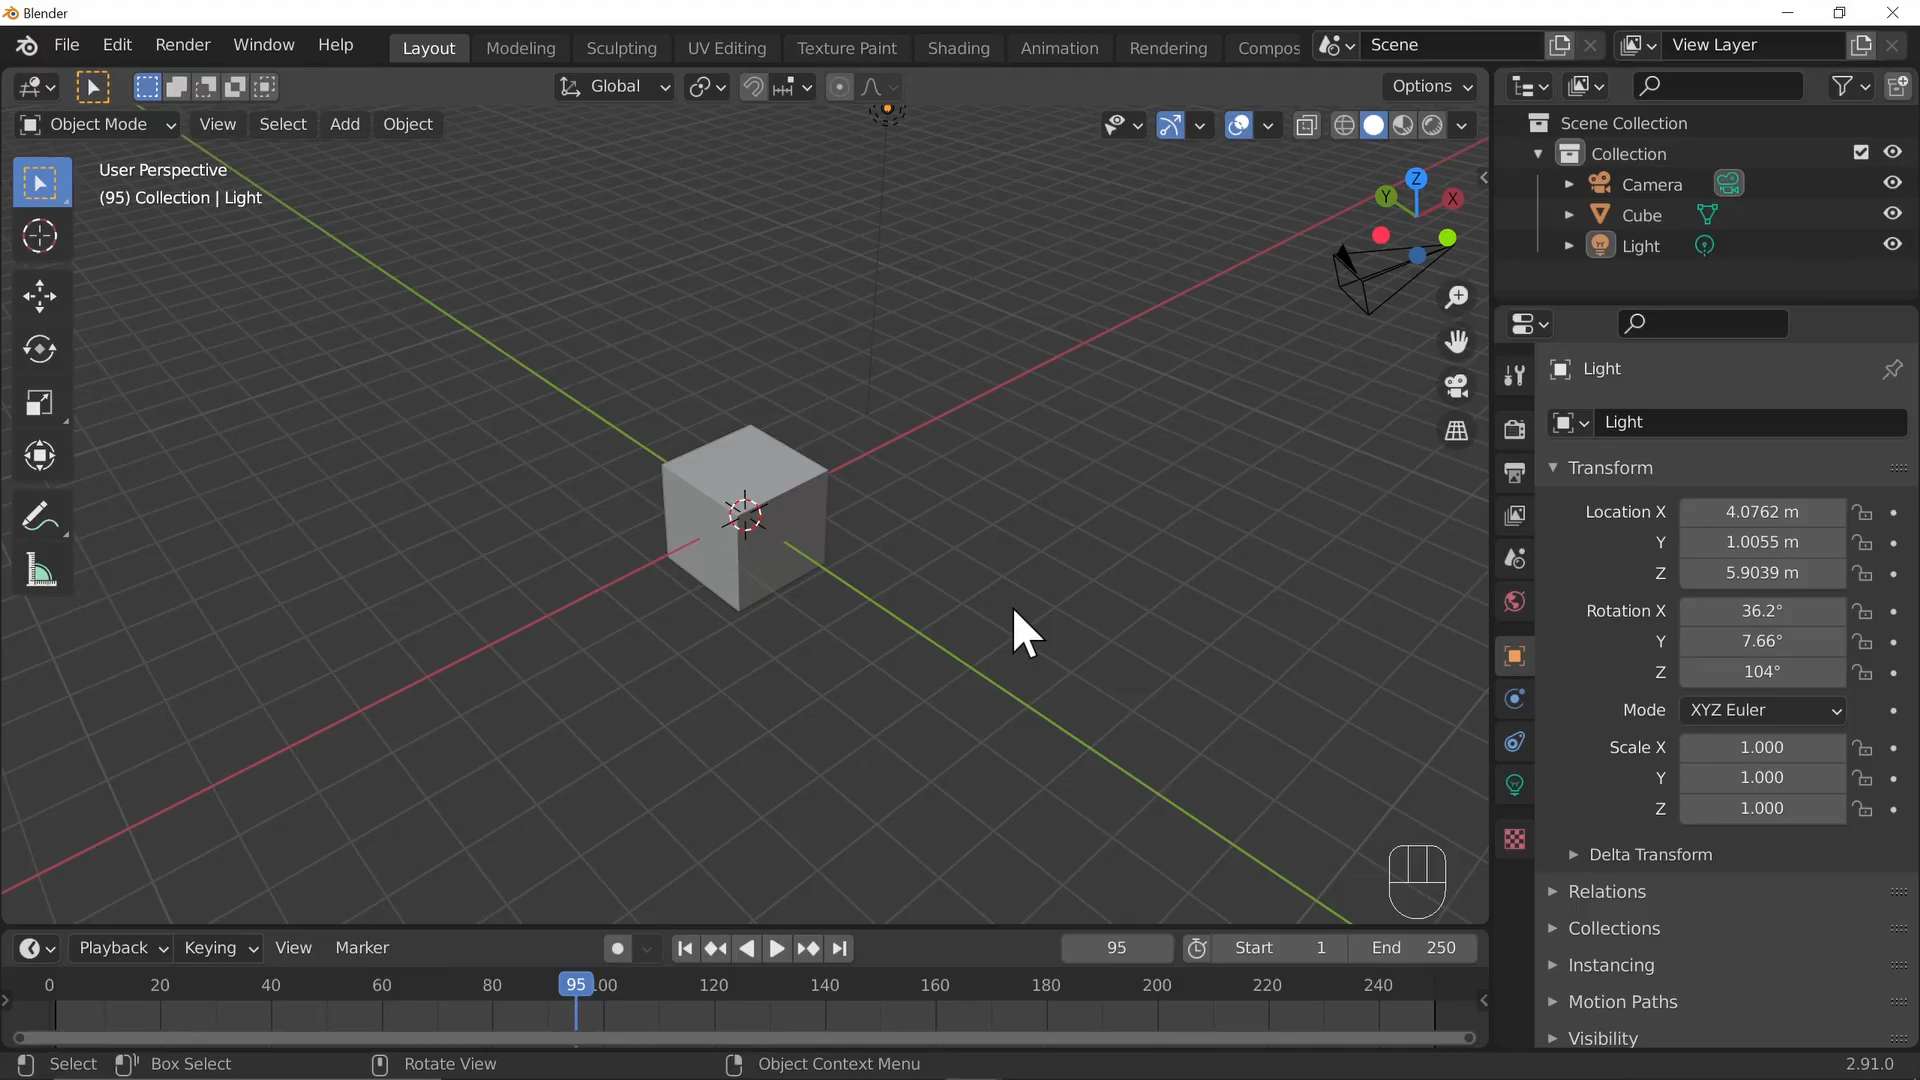 Blender
File Edit Render Window Help Layout Modeling Sculpting UV Editing Texture Paint Shading Animation Rendering Compos Scene View Layer
Global Options
Object Mode View Select Add Object
User Perspective
(95) Collection | Light
Z
Y X
Scene Collection
Collection
Camera
Cube
Light
Light
Light
Transform
Location X 4.0762 m
Y 1.0055 m
Z 5.9039 m
Rotation X 36.2°
Y 7.66°
Z 104°
Mode XYZ Euler
Scale X 1.000
Y 1.000
Z 1.000
Delta Transform
Relations
Collections
Instancing
Motion Paths
Visibility
Playback Keying View Marker 95 Start 1 End 250
0 20 40 60 80 95 100 120 140 160 180 200 220 240
Select Box Select Rotate View Object Context Menu 2.91.0